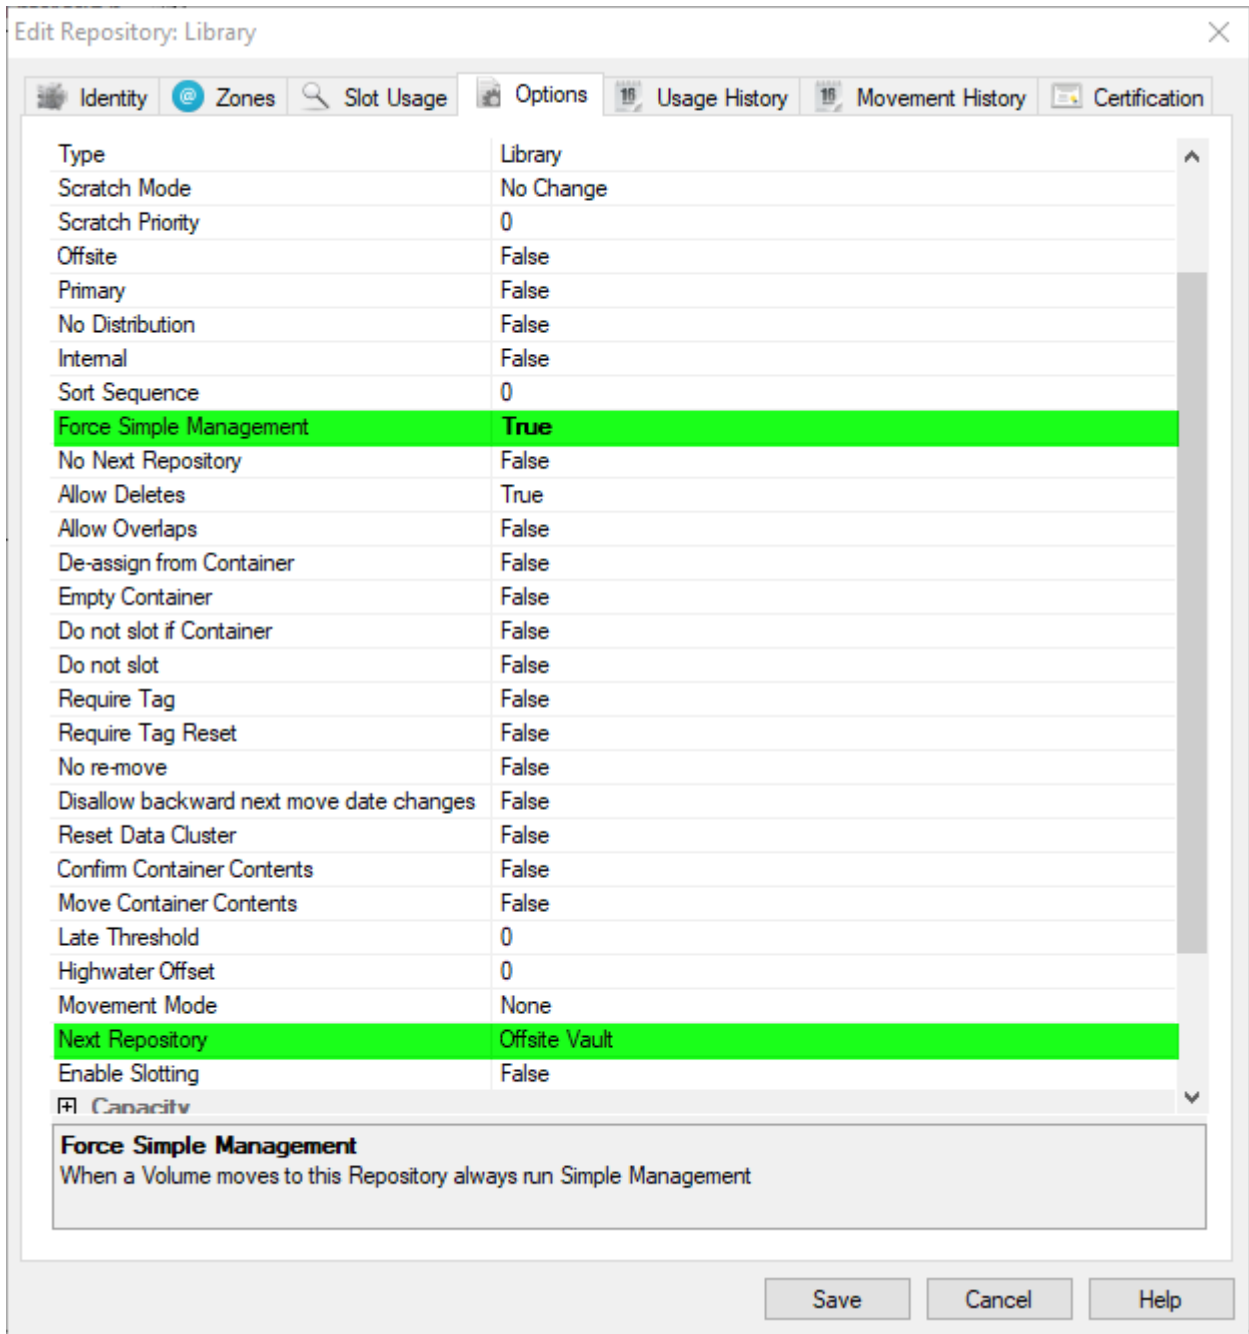 Edit Repository: Library
Identity Zones Slot Usage Options 16 Usage History 16 Movement History Certification
Type Library
Scratch Mode No Change
Scratch Priority 0
Offsite False
Primary False
No Distribution False
Internal False
Sort Sequence 0
Force Simple Management True
No Next Repository False
Allow Deletes True
Allow Overlaps False
De-assign from Container False
Empty Container False
Do not slot if Container False
Do not slot False
Require Tag False
Require Tag Reset False
No re-move False
Disallow backward next move date changes False
Reset Data Cluster False
Confirm Container Contents False
Move Container Contents False
Late Threshold 0
Highwater Offset 0
Movement Mode None
Next Repository Offsite Vault
Enable Slotting False
Capacity
Force Simple Management
When a Volume moves to this Repository always run Simple Management
Save Cancel Help